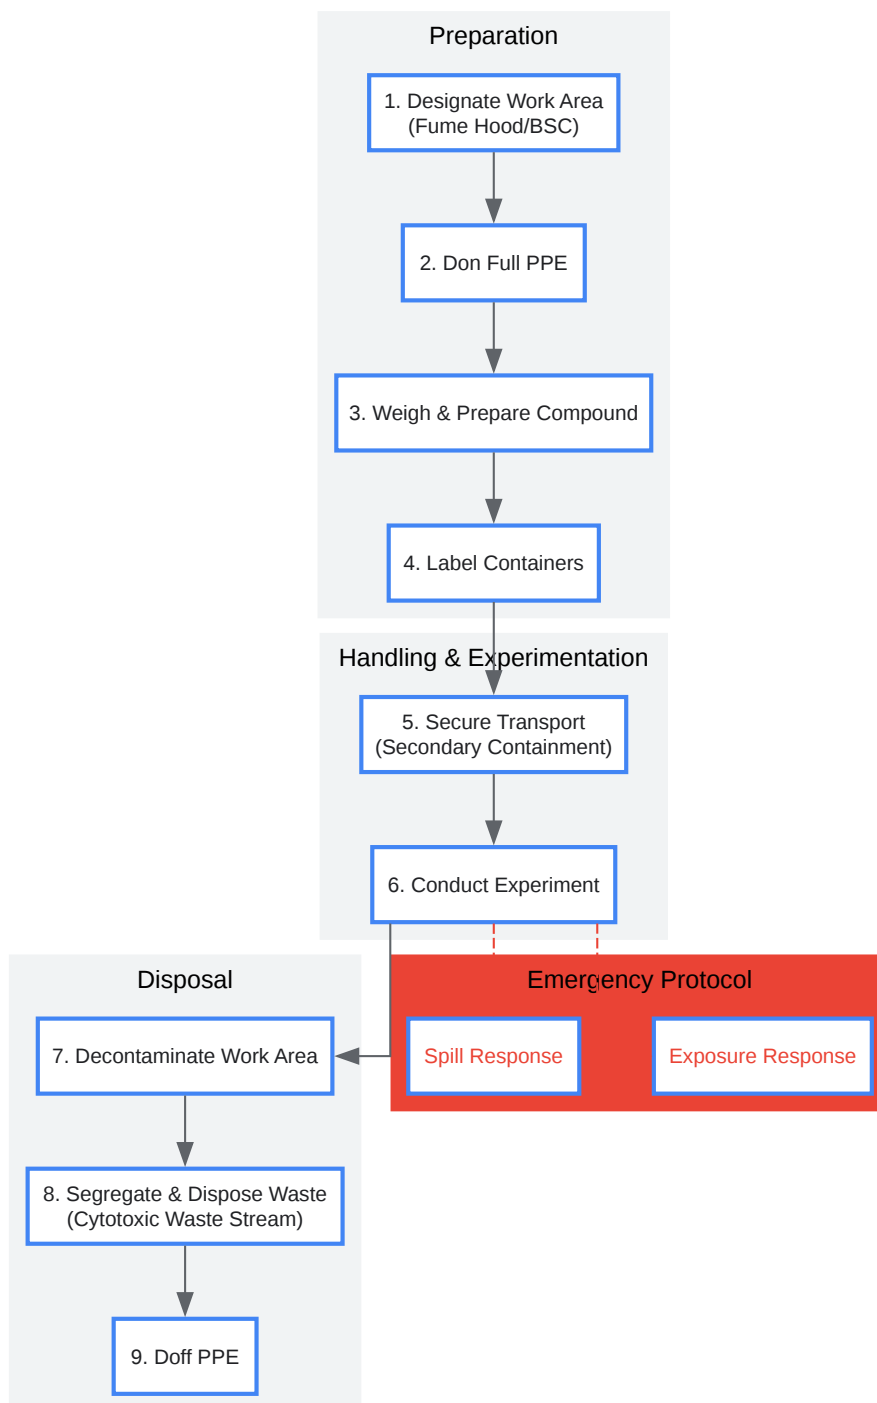 Preparation
1. Designate Work Area
(Fume Hood/BSC)
2. Don Full PPE
3. Weigh & Prepare Compound
4. Label Containers
Handling & Experimentation
5. Secure Transport
(Secondary Containment)
6. Conduct Experiment
Disposal
7. Decontaminate Work Area
8. Segregate & Dispose Waste
(Cytotoxic Waste Stream)
9. Doff PPE
Emergency Protocol
Spill Response
Exposure Response